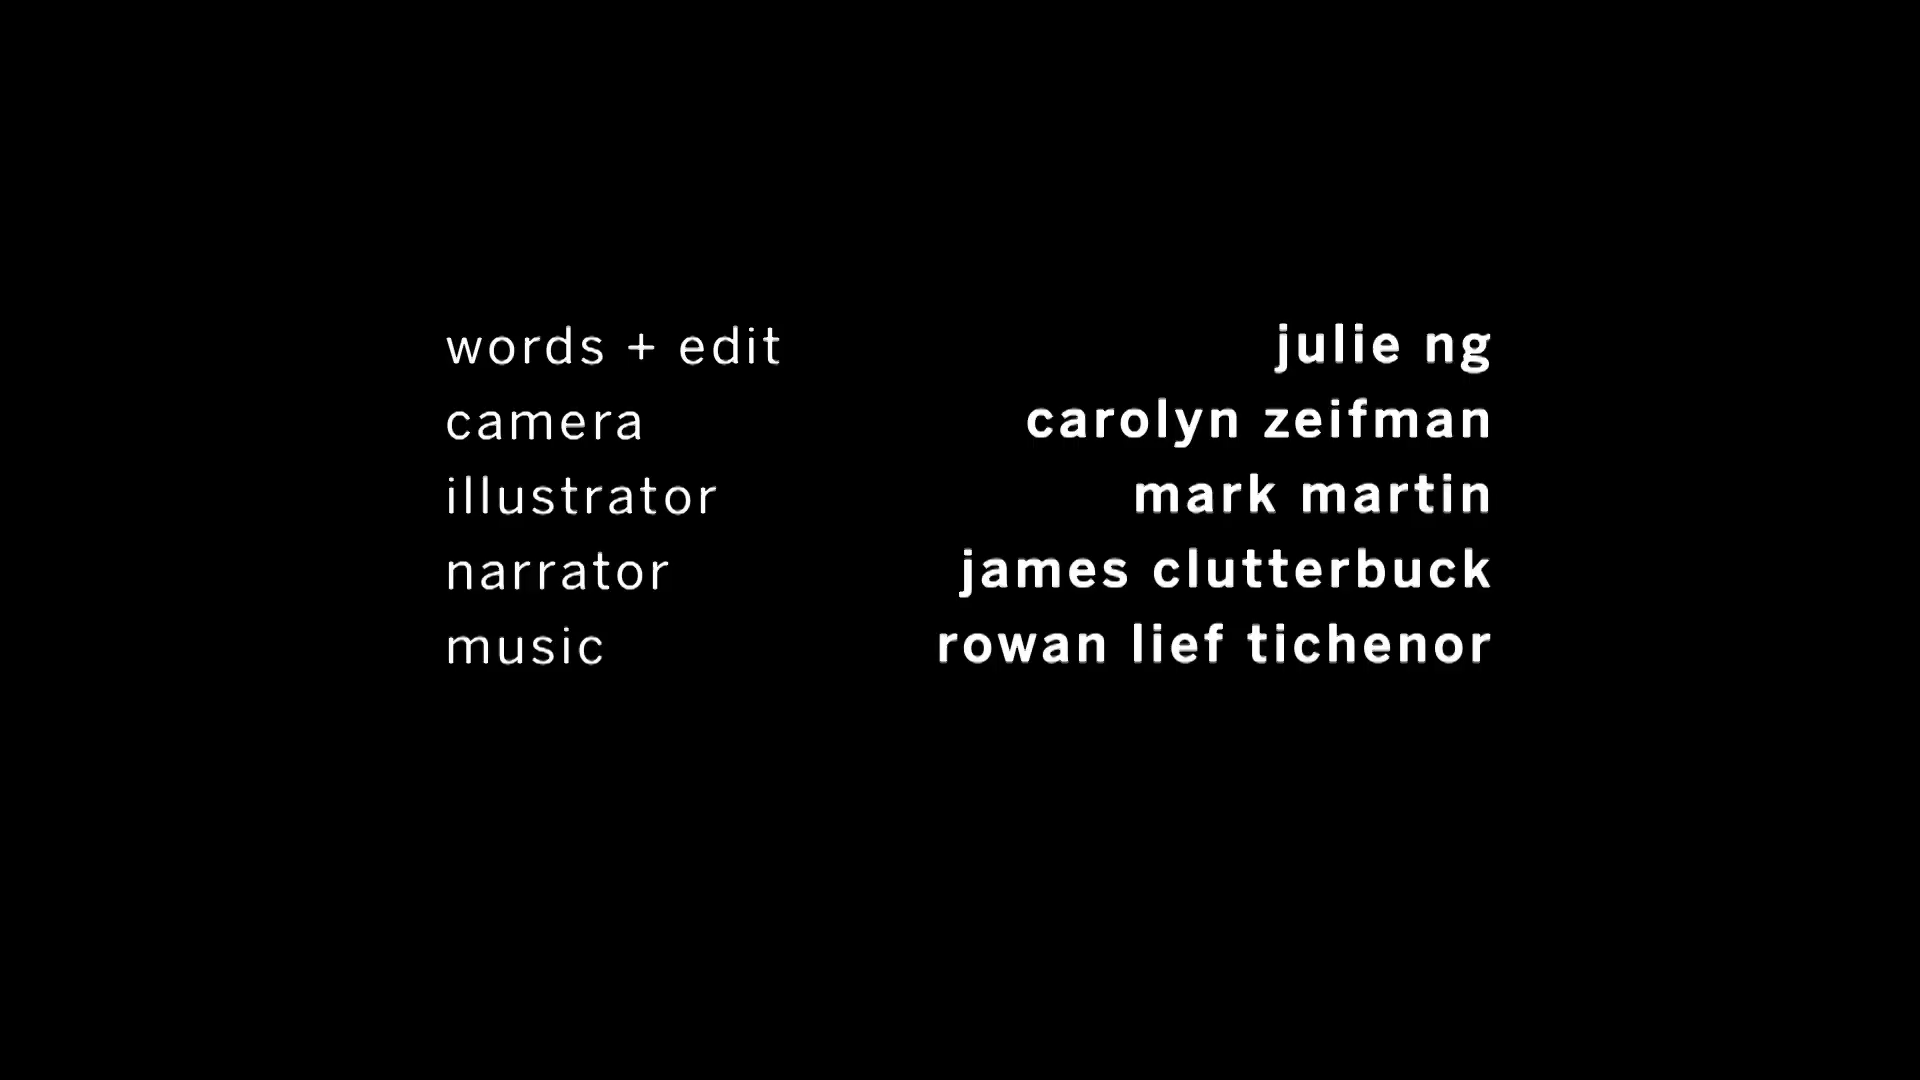 words + edit julie ng
camera carolyn zeifman
illustrator mark martin
narrator james clutterbuck
music rowan lief tichenor